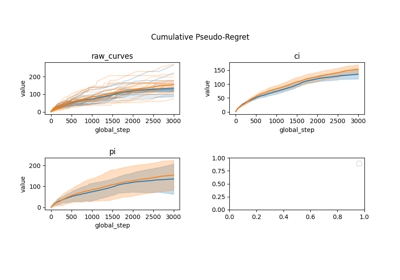 Cumulative Pseudo-Regret
raw_curves
value
200
100
0
0 500 1000 1500 2000 2500 3000
global_step
ci
value
150
100
50
0
0 500 1000 1500 2000 2500 3000
global_step
pi
value
200
100
0
0 500 1000 1500 2000 2500 3000
global_step
1.00
0.75
0.50
0.25
0.00
0.0 0.2 0.4 0.6 0.8 1.0